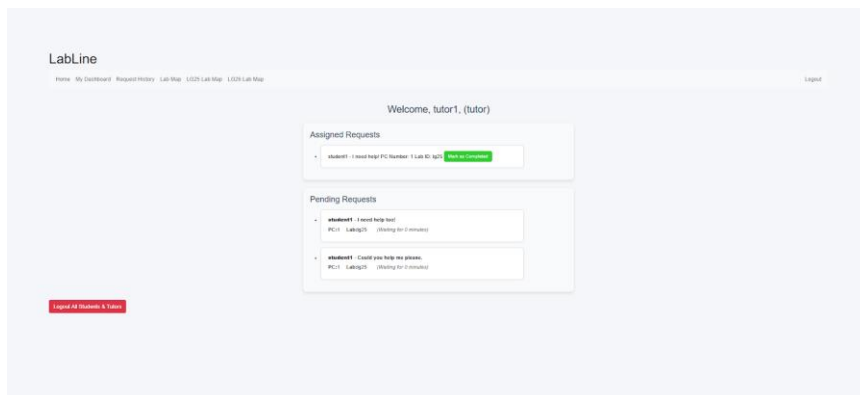 LabLine
Home My Dashboard Request History Lab Map LG25 Lab Map LG26 Lab Map Logout
Welcome, tutor1, (tutor)
Assigned Requests
student1 - I need help! PC Number: 1 Lab ID: lg25 Mark as Completed
Pending Requests
student1 - I need help too!
PC:1 Lab:lg25 (Waiting for 0 minutes)
student1 - Could you help me please.
PC:1 Lab:lg25 (Waiting for 0 minutes)
Logout All Students & Tutors